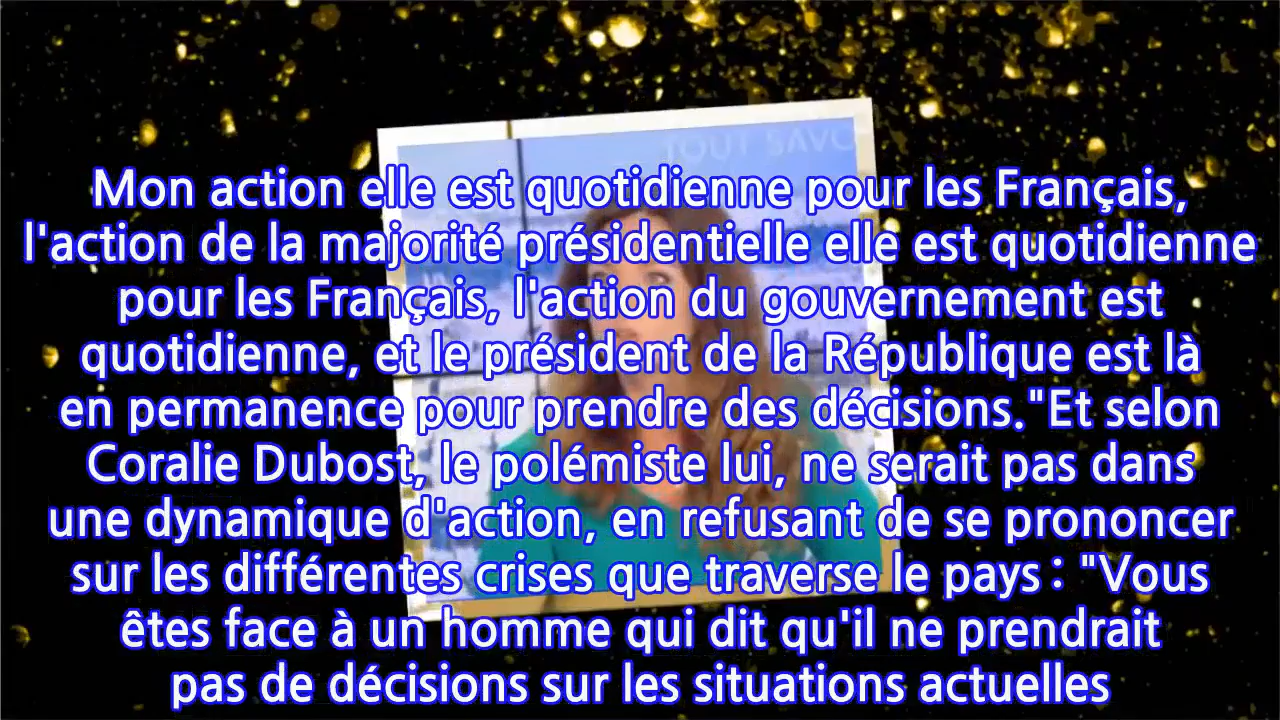 TOUT SAVO
Mon action elle est quotidienne pour les Français,
l'action de la majorité présidentielle elle est quotidienne
pour les Français, l'action du gouvernement est
quotidienne, et le président de la République est là
en permanence pour prendre des décisions."Et selon
Coralie Dubost, le polémiste lui, ne serait pas dans
une dynamique d'action, en refusant de se prononcer
sur les différentes crises que traverse le pays : "Vous
êtes face à un homme qui dit qu'il ne prendrait
pas de décisions sur les situations actuelles